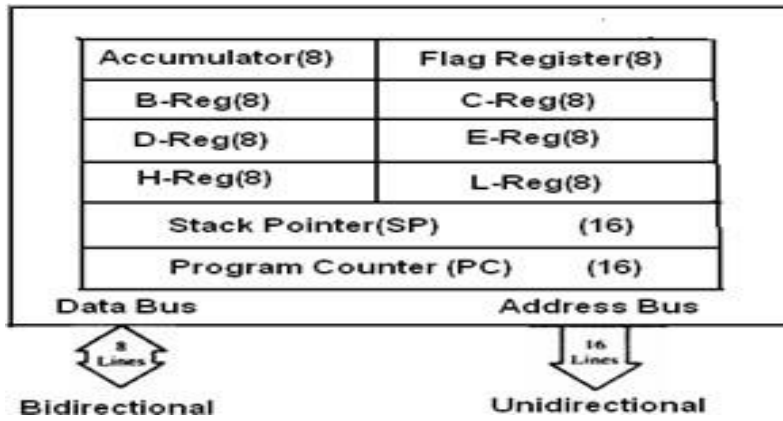 Accumulator(8) Flag Register(8)
B-Reg(8) C-Reg(8)
D-Reg(8) E-Reg(8)
H-Reg(8) L-Reg(8)
Stack Pointer(SP) (16)
Program Counter (PC) (16)
Data Bus Address Bus
8 16
Lines Lines
Bidirectional Unidirectional